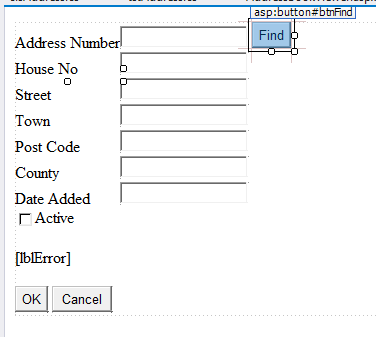 asp:button#btnFind
Address Number
Find
House No
Street
Town
Post Code
County
Date Added
Active
[lblError]
OK Cancel